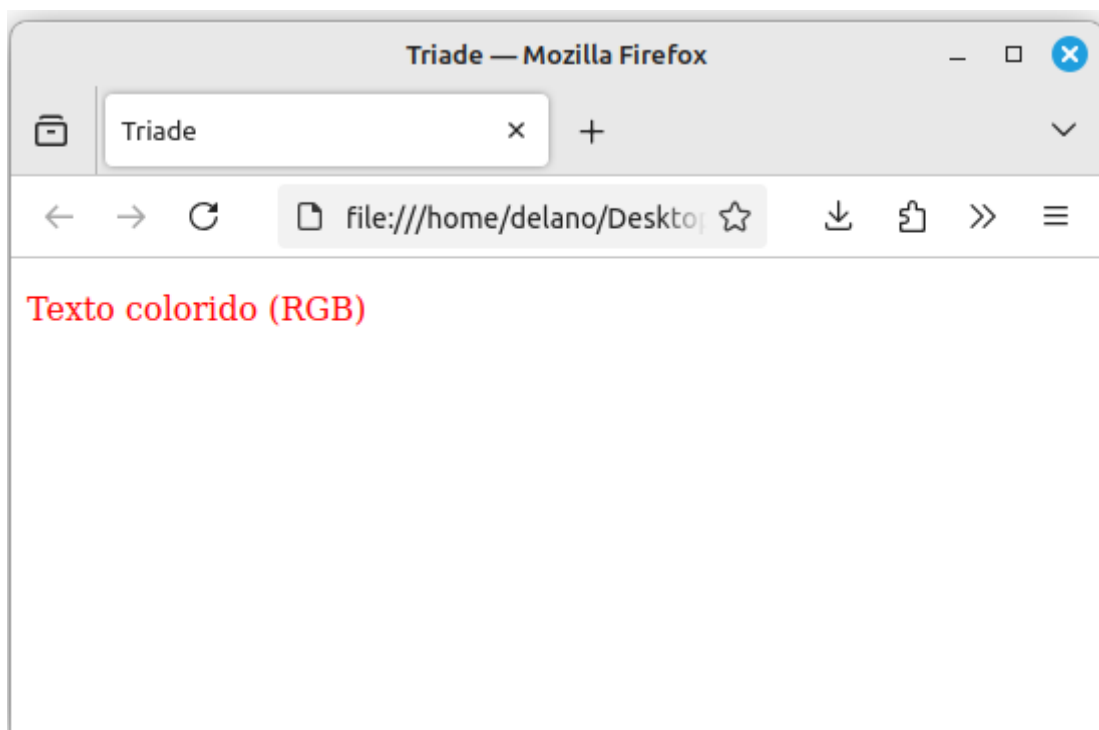 Triade — Mozilla Firefox
Triade
file:///home/delano/Deskto
Texto colorido (RGB)